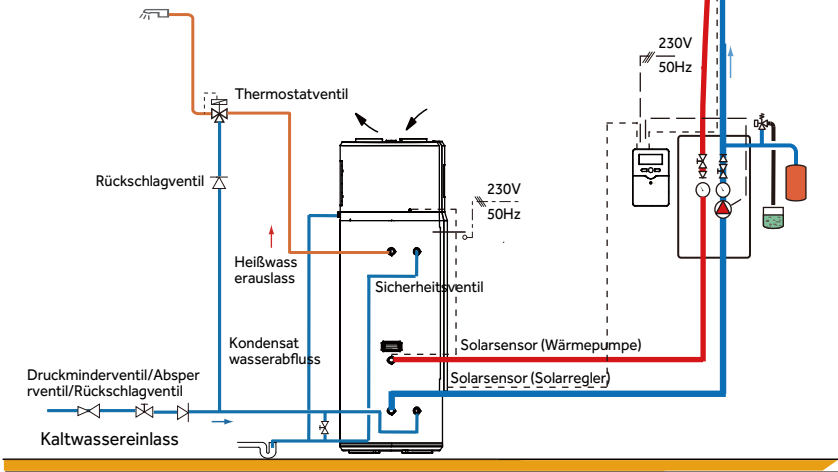 230V
50Hz
Thermostatventil
Rückschlagventil
230V
50Hz
Heißwass
erauslass
Sicherheitsventil
Kondensat
wasserabfluss
Solarsensor (Wärmepumpe)
Druckminderventil/Absper
rventil/Rückschlagventil
Solarsensor (Solarregler)
Kaltwassereinlass